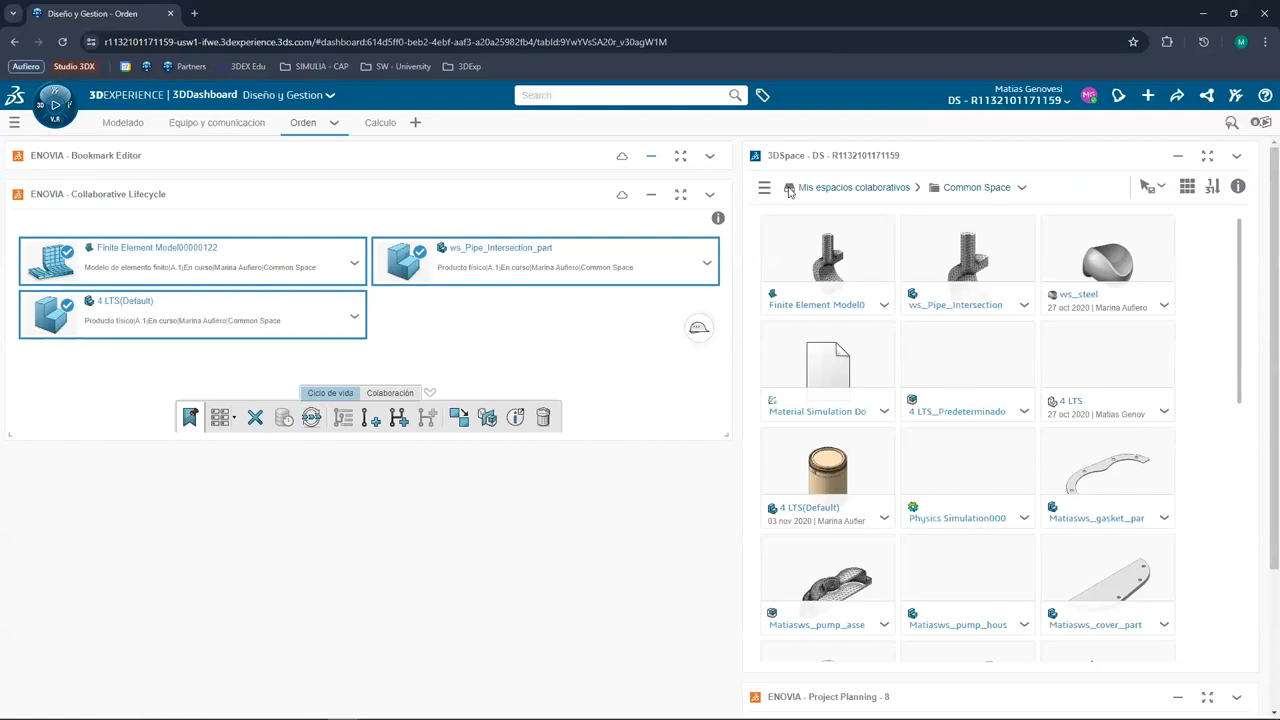 Diseño y Gestion - Orden
r1132101171159-usw1-ifwe.3dexperience.3ds.com/#dashboard:614d5ff0-beb2-4ebf-aaf3-a20a25982fb4/tabId:9YwYVsSA20r_v30agW1M
Aufiero
Studio 3DX
Partners
3DEX Edu
SIMULIA - CAP
SW - University
3DExp
3DEXPERIENCE | 3DDashboard Diseño y Gestion
Search
Matias Genovesi
DS - R1132101171159
MG
3D
V.R
Modelado
Equipo y comunicacion
Orden
Calculo
ENOVIA - Bookmark Editor
ENOVIA - Collaborative Lifecycle
Finite Element Model00000122
Modelo de elemento finito|A.1|En curso|Marina Aufiero|Common Space
ws_Pipe_Intersection_part
Producto físico|A.1|En curso|Marina Aufiero|Common Space
4 LTS(Default)
Producto físico|A.1|En curso|Marina Aufiero|Common Space
Ciclo de vida
Colaboración
3DSpace - DS - R1132101171159
Mis espacios colaborativos
Common Space
Finite Element Model0
ws_Pipe_Intersection
ws_steel
27 oct 2020 | Marina Aufiero
Material Simulation Do
4 LTS_Predeterminado
4 LTS
27 oct 2020 | Matias Genov
4 LTS(Default)
03 nov 2020 | Marina Aufier
Physics Simulation000
Matiasws_gasket_par
Matiasws_pump_asse
Matiasws_pump_hous
Matiasws_cover_part
ENOVIA - Project Planning - 8